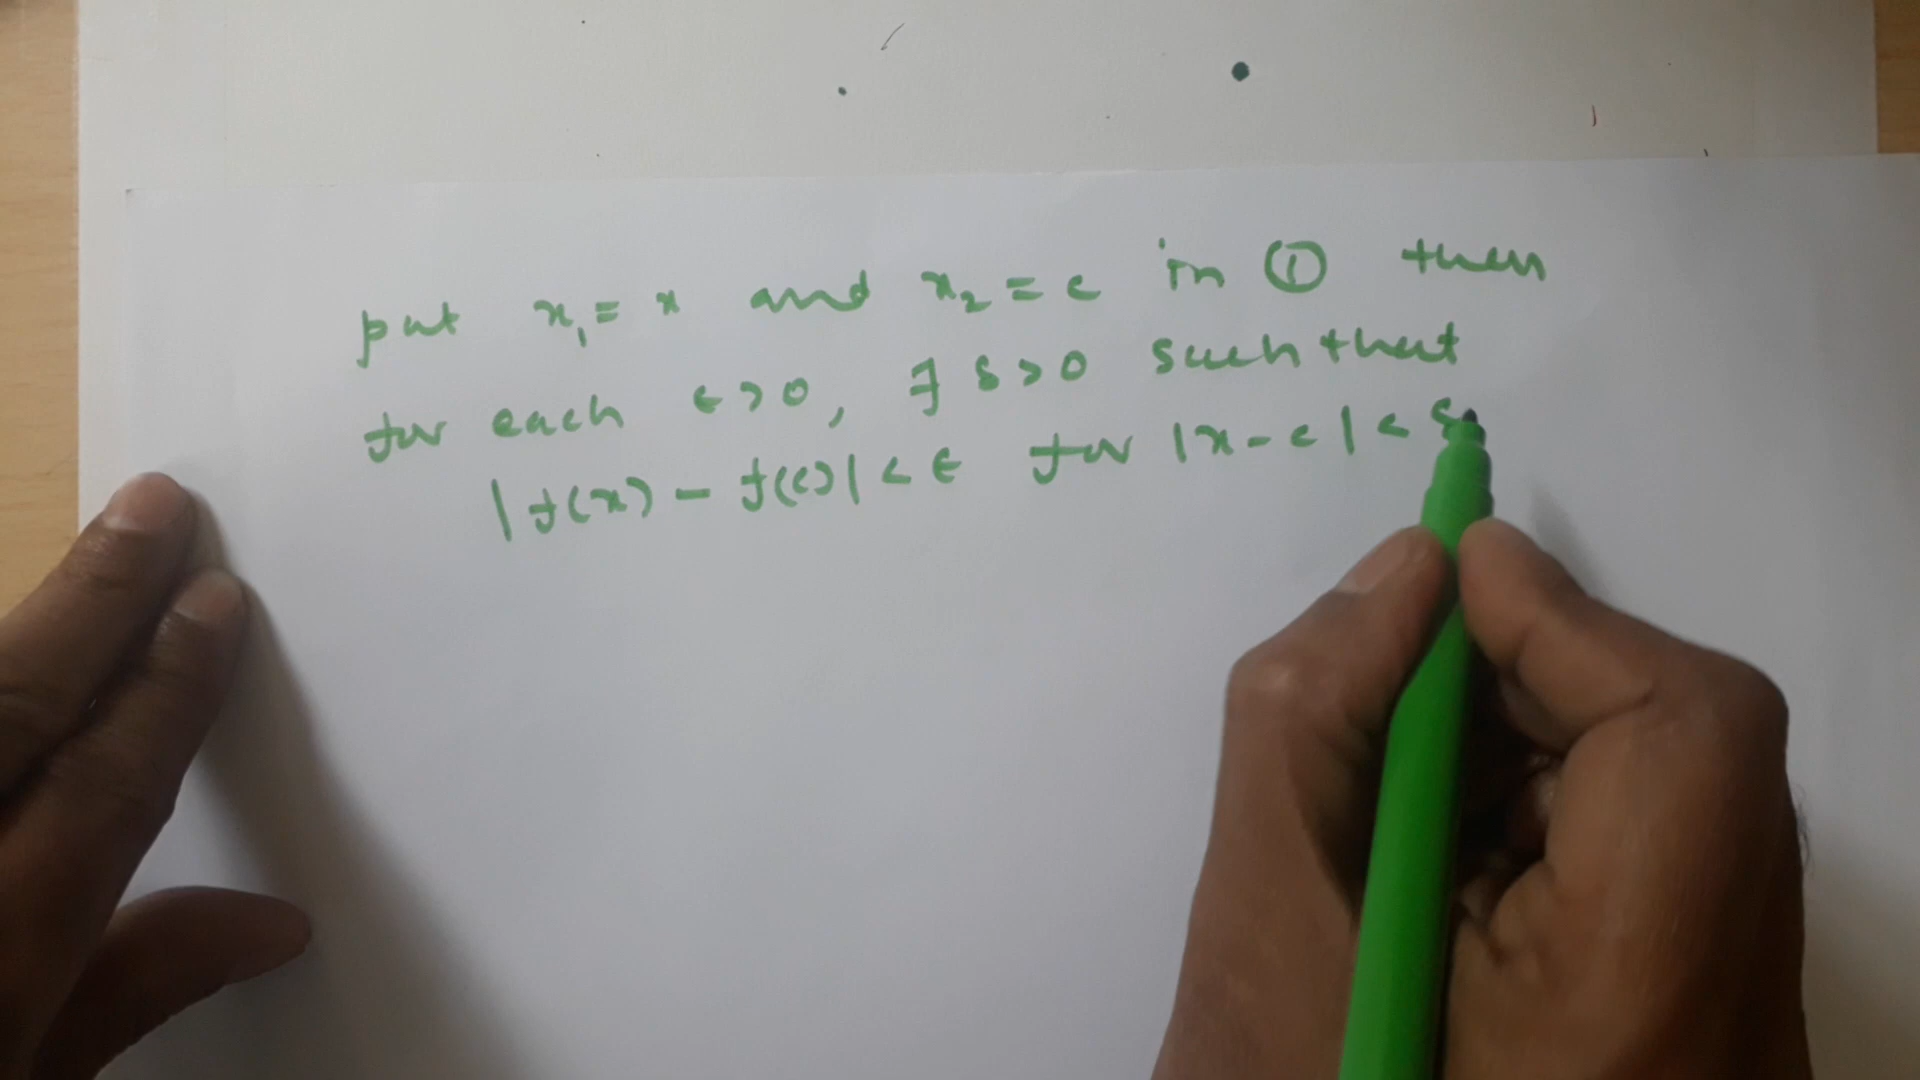 put x₁ = x and x₂ = c in ① then
for each ε > 0, ∃ δ > 0 such that
|f(x) - f(c)| < ε for |x - c| < δ